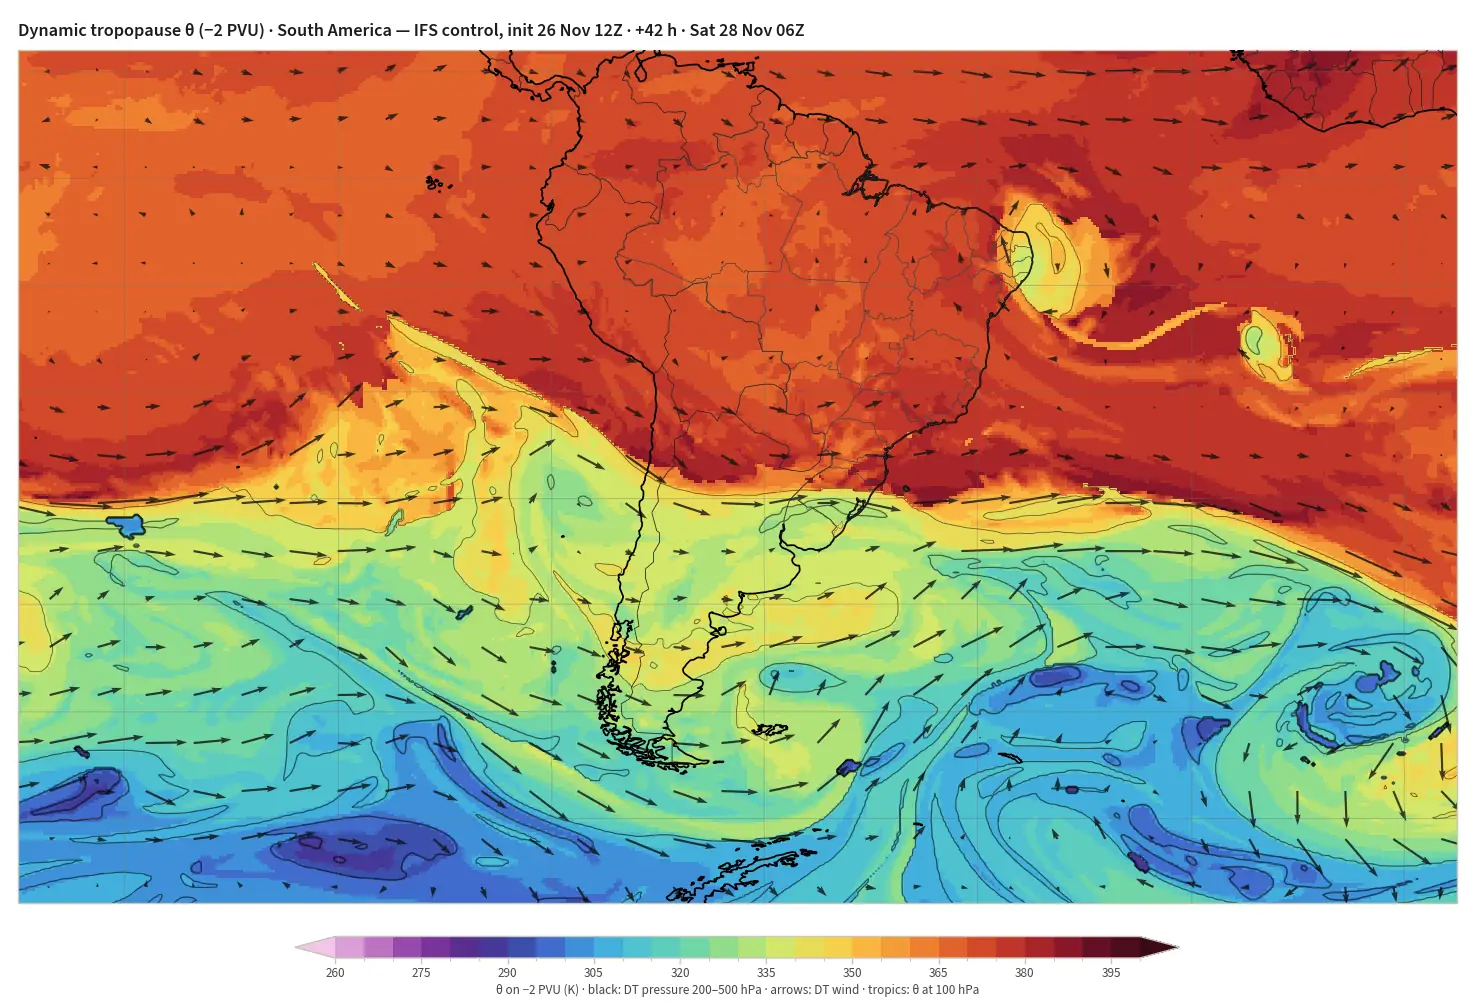 Dynamic tropopause θ (−2 PVU) · South America — IFS control, init 26 Nov 12Z · +42 h · Sat 28 Nov 06Z
260 275 290 305 320 335 350 365 380 395
θ on −2 PVU (K) · black: DT pressure 200–500 hPa · arrows: DT wind · tropics: θ at 100 hPa